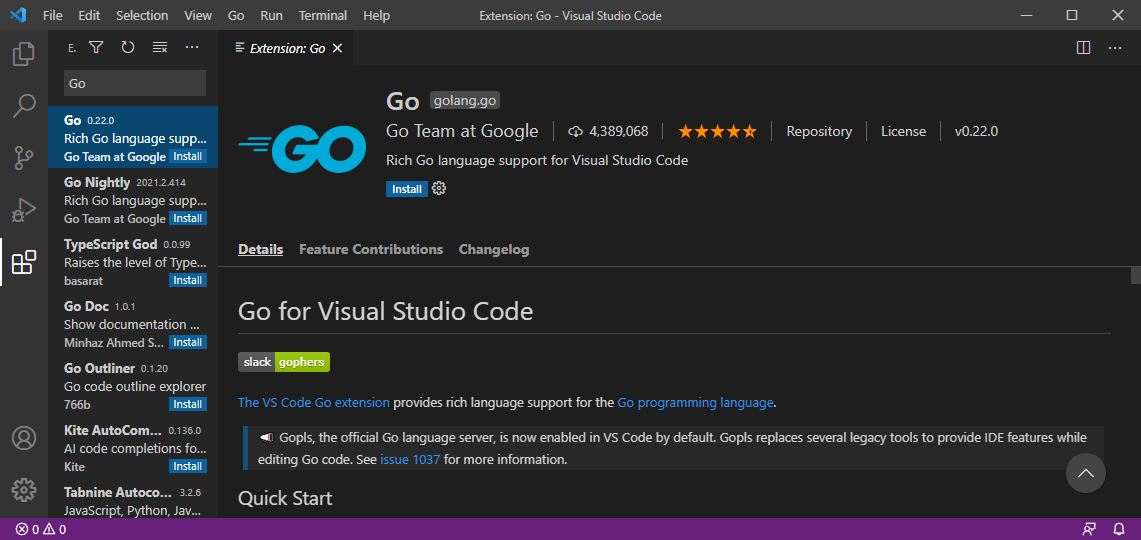 File Edit Selection View Go Run Terminal Help Extension: Go - Visual Studio Code
E.
Go
Go 0.22.0
Rich Go language supp...
Go Team at Google Install
Go Nightly 2021.2.414
Rich Go language supp...
Go Team at Google Install
TypeScript God 0.0.99
Raises the level of Type...
basarat Install
Go Doc 1.0.1
Show documentation ...
Minhaz Ahmed S... Install
Go Outliner 0.1.20
Go code outline explorer
766b Install
Kite AutoCom... 0.136.0
AI code completions fo...
Kite Install
Tabnine Autoco... 3.2.6
JavaScript, Python, Jav...
Extension: Go
GO
Go golang.go
Go Team at Google 4,389,068 Repository License v0.22.0
Rich Go language support for Visual Studio Code
Install
Details Feature Contributions Changelog
Go for Visual Studio Code
slack gophers
The VS Code Go extension provides rich language support for the Go programming language.
Gopls, the official Go language server, is now enabled in VS Code by default. Gopls replaces several legacy tools to provide IDE features while
editing Go code. See issue 1037 for more information.
Quick Start
0 0